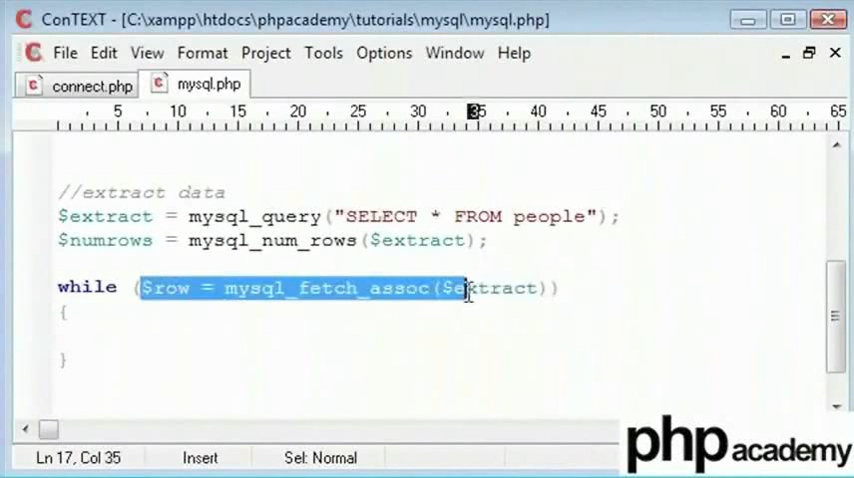 ConTEXT - [C:\xampp\htdocs\phpacademy\tutorials\mysql\mysql.php]
File Edit View Format Project Tools Options Window Help
connect.php mysql.php
5 10 15 20 25 30 35 40 45 50 55 60 65
//extract data
$extract = mysql_query("SELECT * FROM people");
$numrows = mysql_num_rows($extract);
while ($row = mysql_fetch_assoc($extract))
{
}
Ln 17, Col 35 Insert Sel: Normal
php academy